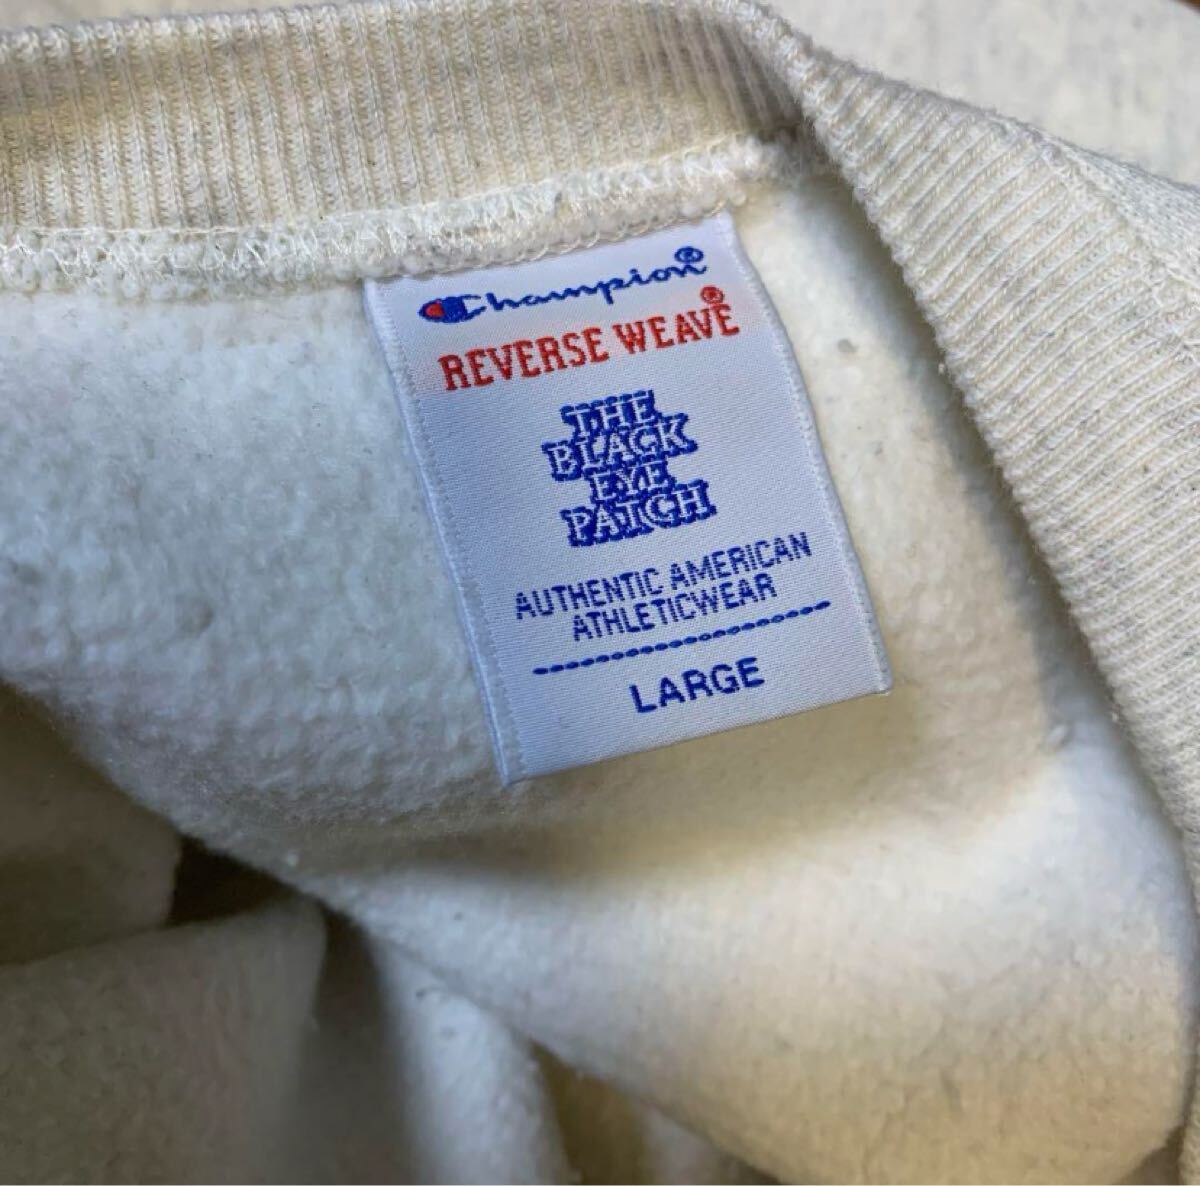 Champion®
REVERSE WEAVE®
THE
BLACK
EYE
PATCH
AUTHENTIC AMERICAN
ATHLETICWEAR
LARGE